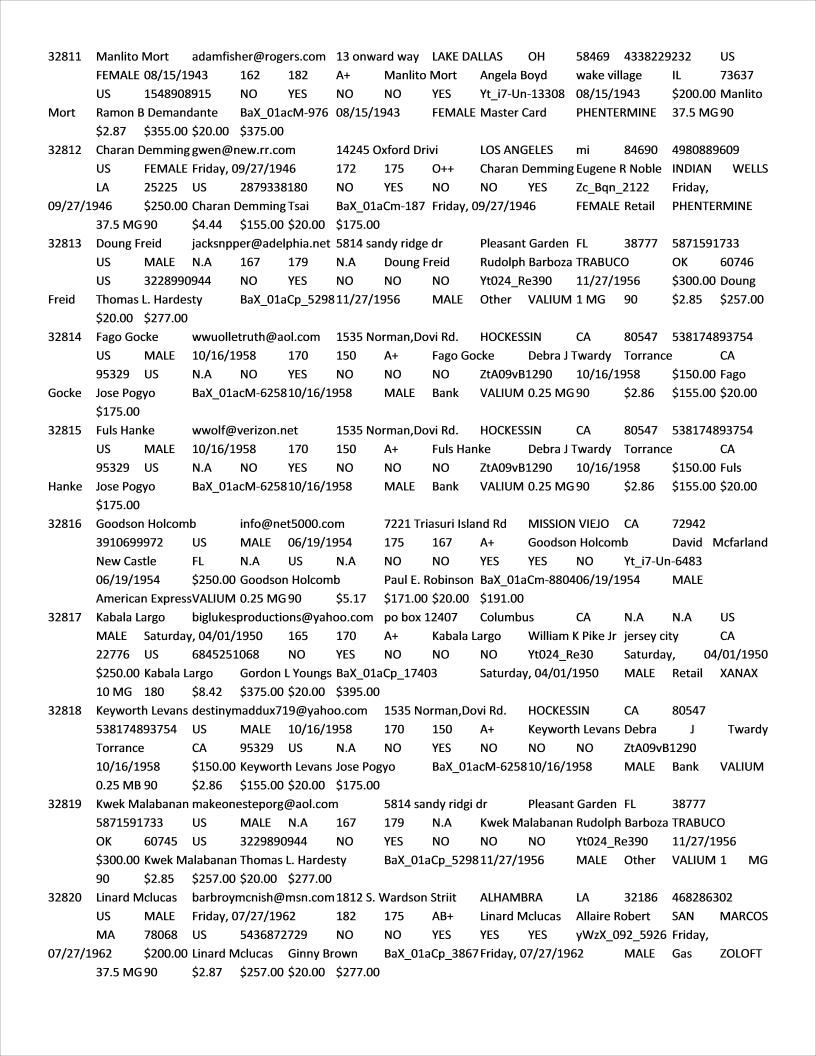 32811 Manlito Mort adamfisher@rogers.com 13 onward way LAKE DALLAS OH 58469 4338229232 US
FEMALE 08/15/1943 162 182 A+ Manlito Mort Angela Boyd wake village IL 73637
US 1548908915 NO YES NO NO YES Yt_i7-Un-13308 08/15/1943 $200.00 Manlito
Mort Ramon B Demandante BaX_01acM-976 08/15/1943 FEMALE Master Card PHENTERMINE 37.5 MG 90
$2.87 $355.00 $20.00 $375.00
32812 Charan Demming gwen@new.rr.com 14245 Oxford Drivi LOS ANGELES mi 84690 4980889609
US FEMALE Friday, 09/27/1946 172 175 O++ Charan Demming Eugene R Noble INDIAN WELLS
LA 25225 US 2879338180 NO YES NO NO YES Zc_Bqn_2122 Friday,
09/27/1946 $250.00 Charan Demming Tsai BaX_01aCm-187 Friday, 09/27/1946 FEMALE Retail PHENTERMINE
37.5 MG 90 $4.44 $155.00 $20.00 $175.00
32813 Doung Freid jacksnpper@adelphia.net 5814 sandy ridge dr Pleasant Garden FL 38777 5871591733
US MALE N.A 167 179 N.A Doung Freid Rudolph Barboza TRABUCO OK 60746
US 3228990944 NO YES NO NO NO Yt024_Re390 11/27/1956 $300.00 Doung
Freid Thomas L. Hardesty BaX_01aCp_5298 11/27/1956 MALE Other VALIUM 1 MG 90 $2.85 $257.00
$20.00 $277.00
32814 Fago Gocke wwuolletruth@aol.com 1535 Norman,Dovi Rd. HOCKESSIN CA 80547 538174893754
US MALE 10/16/1958 170 150 A+ Fago Gocke Debra J Twardy Torrance CA
95329 US N.A NO YES NO NO NO ZtA09vB1290 10/16/1958 $150.00 Fago
Gocke Jose Pogyo BaX_01acM-6258 10/16/1958 MALE Bank VALIUM 0.25 MG 90 $2.86 $155.00 $20.00
$175.00
32815 Fuls Hanke wwolf@verizon.net 1535 Norman,Dovi Rd. HOCKESSIN CA 80547 538174893754
US MALE 10/16/1958 170 150 A+ Fuls Hanke Debra J Twardy Torrance CA
95329 US N.A NO YES NO NO NO ZtA09vB1290 10/16/1958 $150.00 Fuls
Hanke Jose Pogyo BaX_01acM-6258 10/16/1958 MALE Bank VALIUM 0.25 MG 90 $2.86 $155.00 $20.00
$175.00
32816 Goodson Holcomb info@net5000.com 7221 Triasuri Island Rd MISSION VIEJO CA 72942
3910699972 US MALE 06/19/1954 175 167 A+ Goodson Holcomb David Mcfarland
New Castle FL N.A US N.A NO NO YES YES NO Yt_i7-Un-6483
06/19/1954 $250.00 Goodson Holcomb Paul E. Robinson BaX_01aCm-8804 06/19/1954 MALE
American Express VALIUM 0.25 MG 90 $5.17 $171.00 $20.00 $191.00
32817 Kabala Largo biglukesproductions@yahoo.com po box 12407 Columbus CA N.A N.A US
MALE Saturday, 04/01/1950 165 170 A+ Kabala Largo William K Pike Jr jersey city CA
22776 US 6845251068 NO YES NO NO NO Yt024_Re30 Saturday, 04/01/1950
$250.00 Kabala Largo Gordon L Youngs BaX_01aCp_17403 Saturday, 04/01/1950 MALE Retail XANAX
10 MG 180 $8.42 $375.00 $20.00 $395.00
32818 Keyworth Levans destinymaddux719@yahoo.com 1535 Norman,Dovi Rd. HOCKESSIN CA 80547
538174893754 US MALE 10/16/1958 170 150 A+ Keyworth Levans Debra J Twardy
Torrance CA 95329 US N.A NO YES NO NO NO ZtA09vB1290
10/16/1958 $150.00 Keyworth Levans Jose Pogyo BaX_01acM-6258 10/16/1958 MALE Bank VALIUM
0.25 MB 90 $2.86 $155.00 $20.00 $175.00
32819 Kwek Malabanan makeonesteporg@aol.com 5814 sandy ridgi dr Pleasant Garden FL 38777
5871591733 US MALE N.A 167 179 N.A Kwek Malabanan Rudolph Barboza TRABUCO
OK 60745 US 3229890944 NO YES NO NO NO Yt024_Re390 11/27/1956
$300.00 Kwek Malabanan Thomas L. Hardesty BaX_01aCp_5298 11/27/1956 MALE Other VALIUM 1 MG
90 $2.85 $257.00 $20.00 $277.00
32820 Linard Mclucas barbroymcnish@msn.com 1812 S. Wardson Striit ALHAMBRA LA 32186 468286302
US MALE Friday, 07/27/1962 182 175 AB+ Linard Mclucas Allaire Robert SAN MARCOS
MA 78068 US 5436872729 NO NO YES YES YES yWzX_092_5926 Friday,
07/27/1962 $200.00 Linard Mclucas Ginny Brown BaX_01aCp_3867 Friday, 07/27/1962 MALE Gas ZOLOFT
37.5 MG 90 $2.87 $257.00 $20.00 $277.00